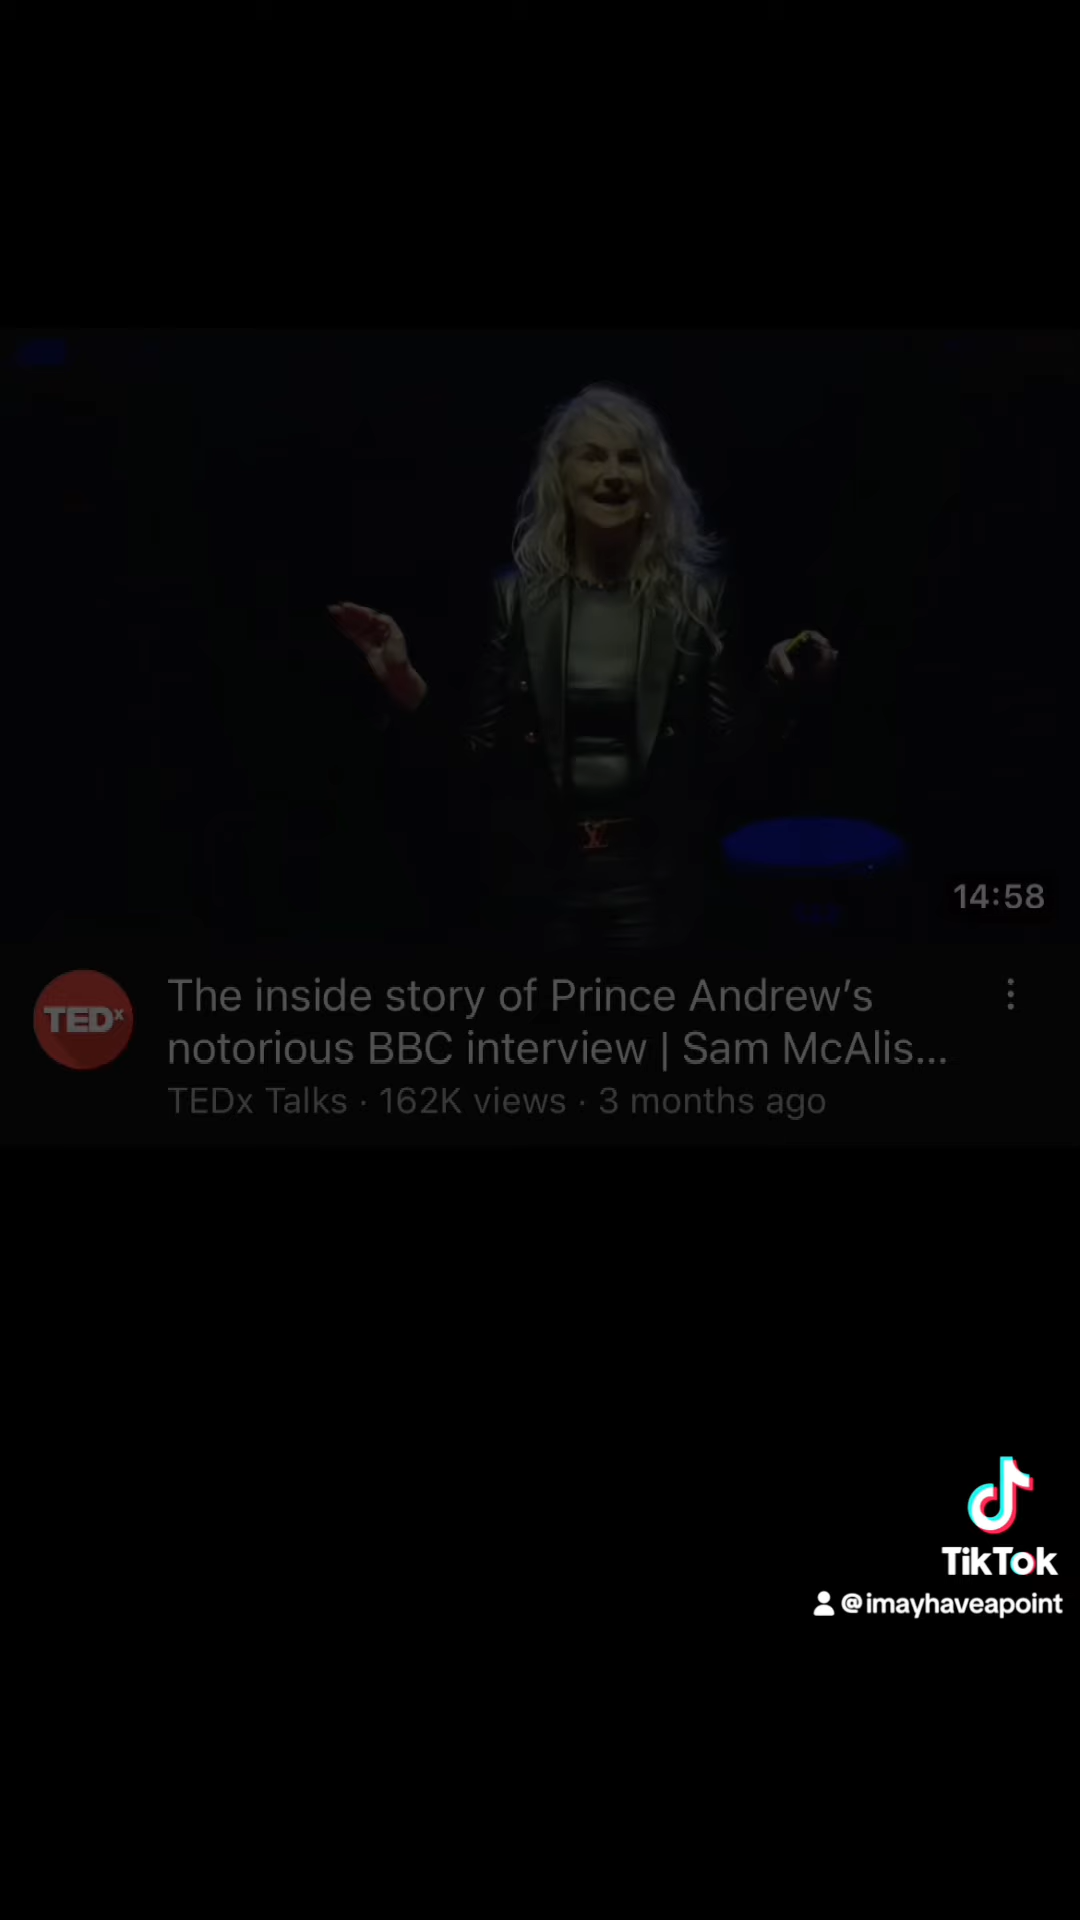 14:58
TEDx
The inside story of Prince Andrew’s
notorious BBC interview | Sam McAlis...
TEDx Talks · 162K views · 3 months ago
TikTok
@imayhaveapoint